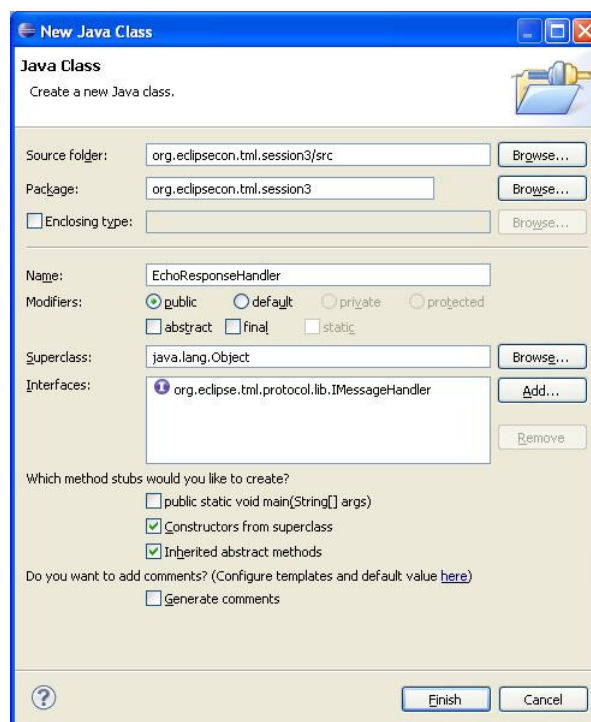 New Java Class
Java Class
Create a new Java class.
Source folder: org.eclipsecon.tml.session3/src Browse...
Package: org.eclipsecon.tml.session3 Browse...
Enclosing type: Browse...
Name: EchoResponseHandler
Modifiers: public default private protected
abstract final static
Superclass: java.lang.Object Browse...
Interfaces: org.eclipse.tml.protocol.lib.IMessageHandler Add...
Remove
Which method stubs would you like to create?
public static void main(String[] args)
Constructors from superclass
Inherited abstract methods
Do you want to add comments? (Configure templates and default value here)
Generate comments
Finish Cancel